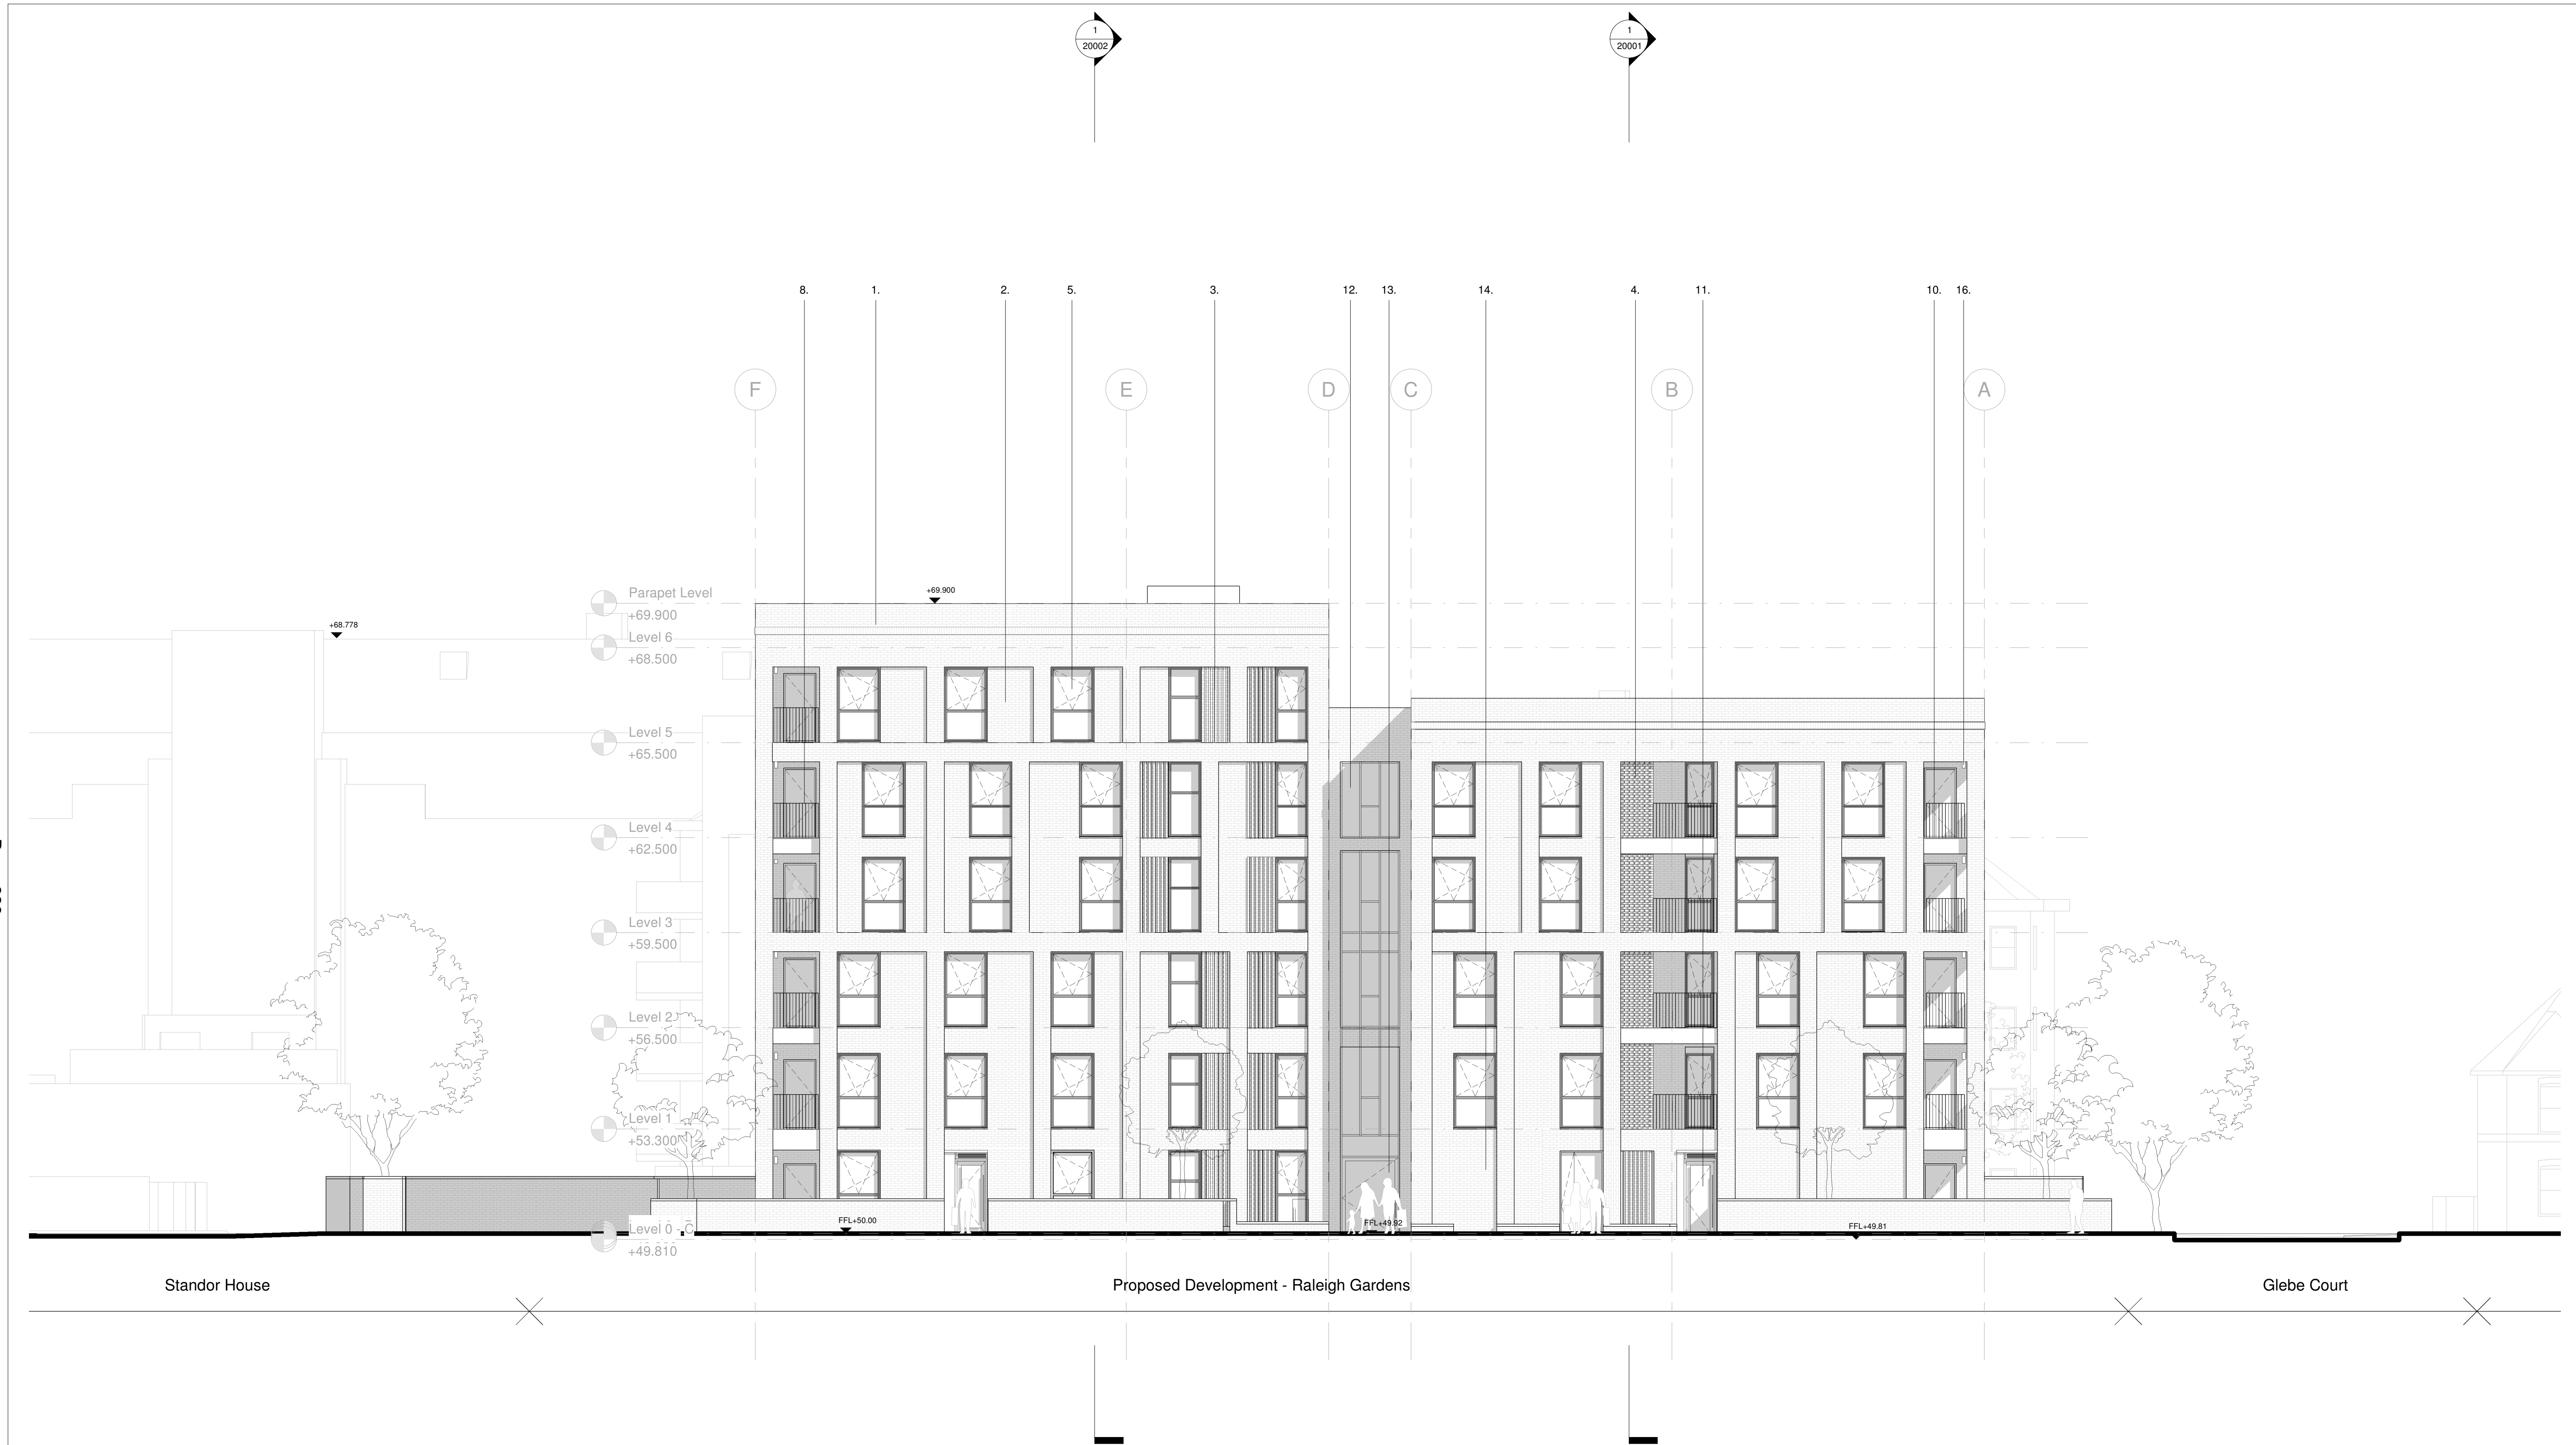 1
20002
1
20001
8.
1.
2.
5.
3.
12.
13.
14.
4.
11.
10.
16.
F
E
D
C
B
A
Parapet Level
+69.900
+69.900
+68.778
Level 6
+68.500
Level 5
+65.500
Level 4
+62.500
Level 3
+59.500
Level 2
+56.500
Level 1
+53.300
Level 0 - C
+49.810
FFL+50.00
FFL+49.92
FFL+49.81
Standor House
Proposed Development - Raleigh Gardens
Glebe Court